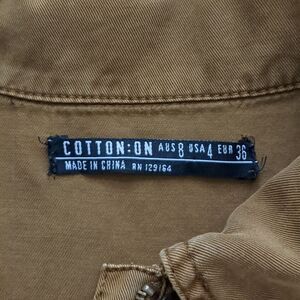 COTTON:ON AUS 8 USA 4 EUR 36
MADE IN CHINA RN 129164